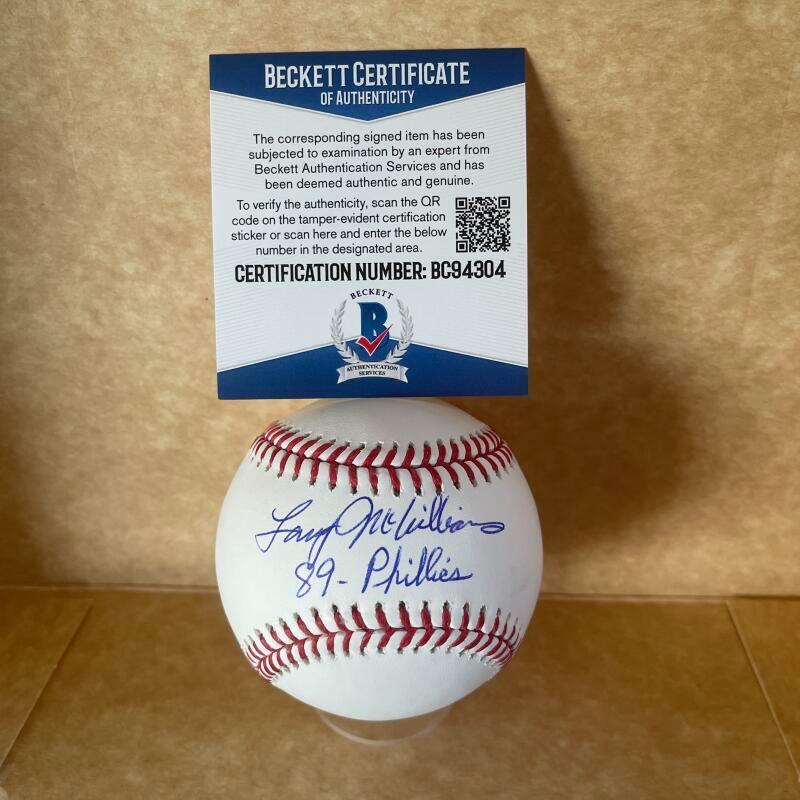 BECKETT CERTIFICATE
OF AUTHENTICITY
The corresponding signed item has been
subjected to examination by an expert from
Beckett Authentication Services and has
been deemed authentic and genuine.
To verify the authenticity, scan the QR
code on the tamper-evident certification
sticker or scan here and enter the below
number in the designated area.
CERTIFICATION NUMBER: BC94304
BECKETT
B
AUTHENTICATION
SERVICES
Larry McWilliams
89- Phillies